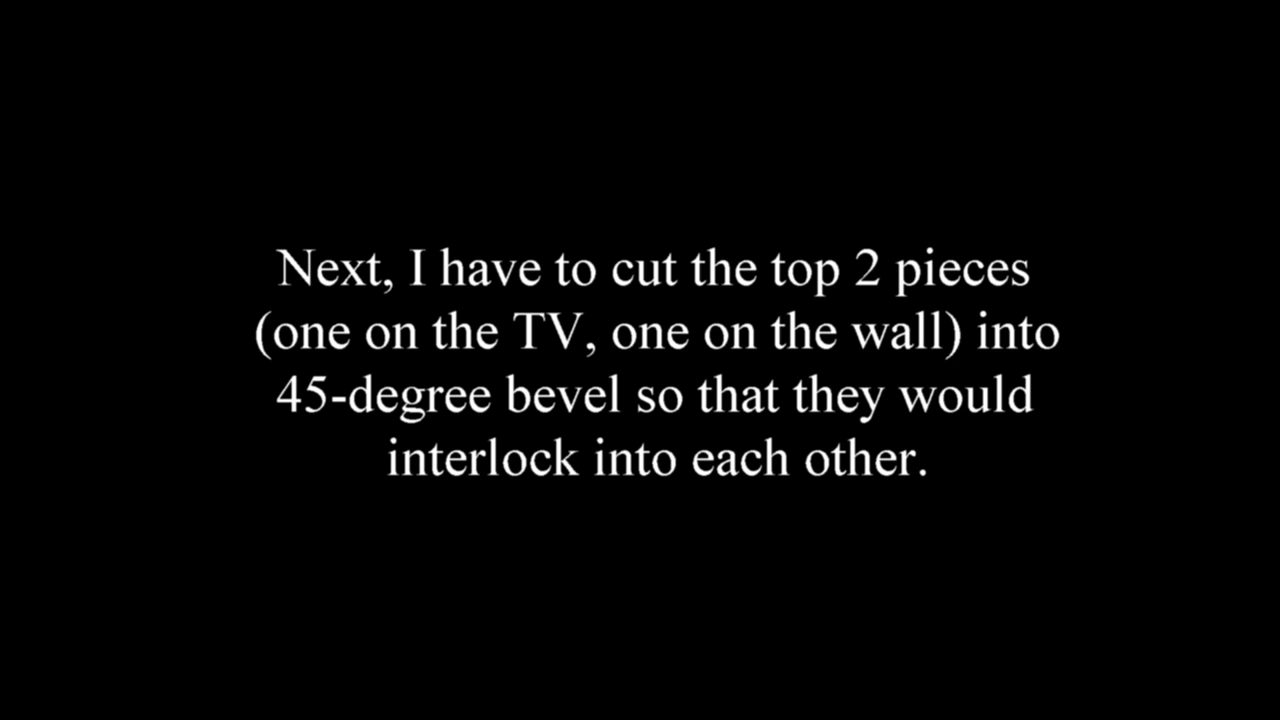 Next, I have to cut the top 2 pieces
(one on the TV, one on the wall) into
45-degree bevel so that they would
interlock into each other.